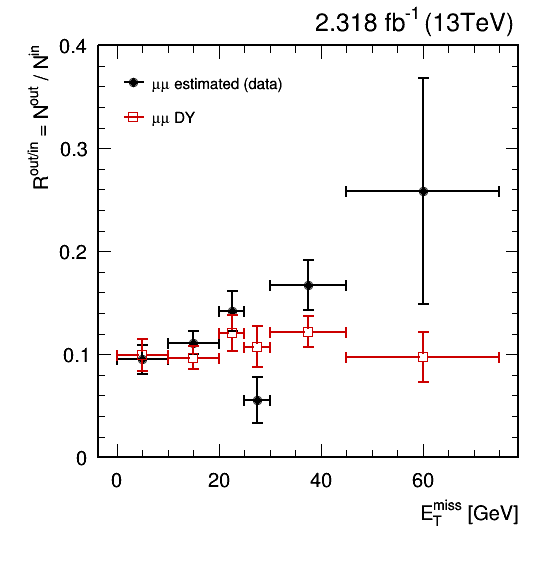 2.318 fb⁻¹ (13TeV)
R^out/in = N^out / N^in
0.4
0.3
0.2
0.1
0
μμ estimated (data)
μμ DY
0 20 40 60
E_T^miss [GeV]